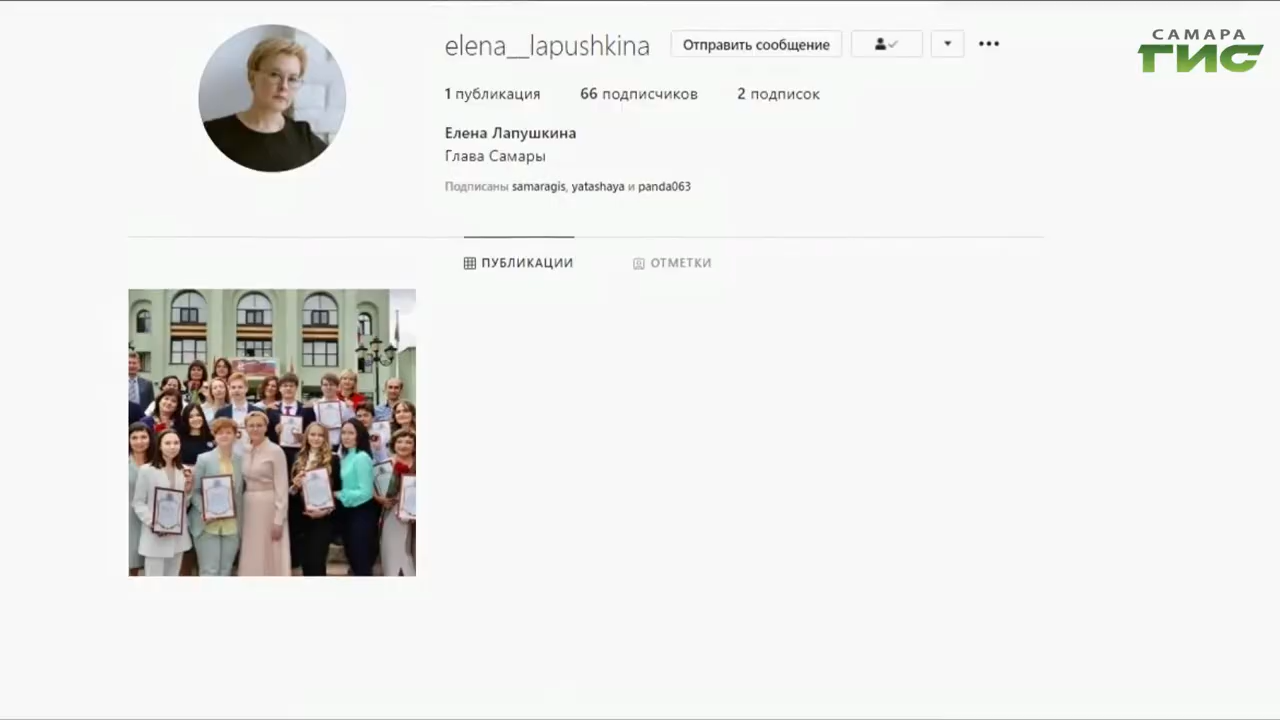 САМАРА
ГИС
elena__lapushkina
Отправить сообщение
1 публикация 66 подписчиков 2 подписок
Елена Лапушкина
Глава Самары
Подписаны samaragis, yatashaya и panda063
ПУБЛИКАЦИИ ОТМЕТКИ